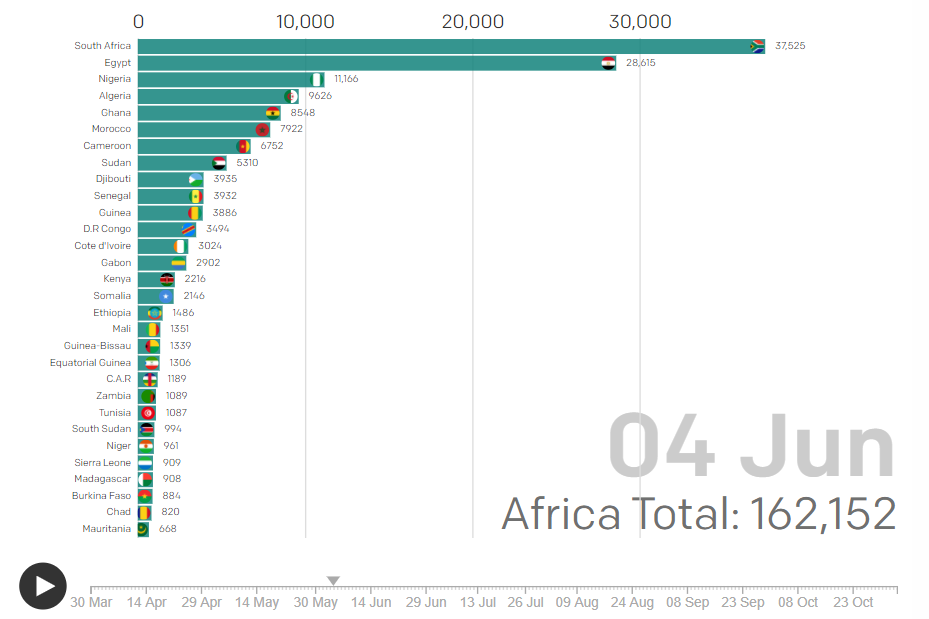 0 10,000 20,000 30,000
South Africa 37,525
Egypt 28,615
Nigeria 11,166
Algeria 9626
Ghana 8548
Morocco 7922
Cameroon 6752
Sudan 5310
Djibouti 3935
Senegal 3932
Guinea 3886
D.R Congo 3494
Cote d'Ivoire 3024
Gabon 2902
Kenya 2216
Somalia 2146
Ethiopia 1486
Mali 1351
Guinea-Bissau 1339
Equatorial Guinea 1306
C.A.R 1189
Zambia 1089
Tunisia 1087
South Sudan 994
Niger 961
Sierra Leone 909
Madagascar 908
Burkina Faso 884
Chad 820
Mauritania 668
04 Jun
Africa Total: 162,152
30 Mar 14 Apr 29 Apr 14 May 30 May 14 Jun 29 Jun 13 Jul 26 Jul 09 Aug 24 Aug 08 Sep 23 Sep 08 Oct 23 Oct